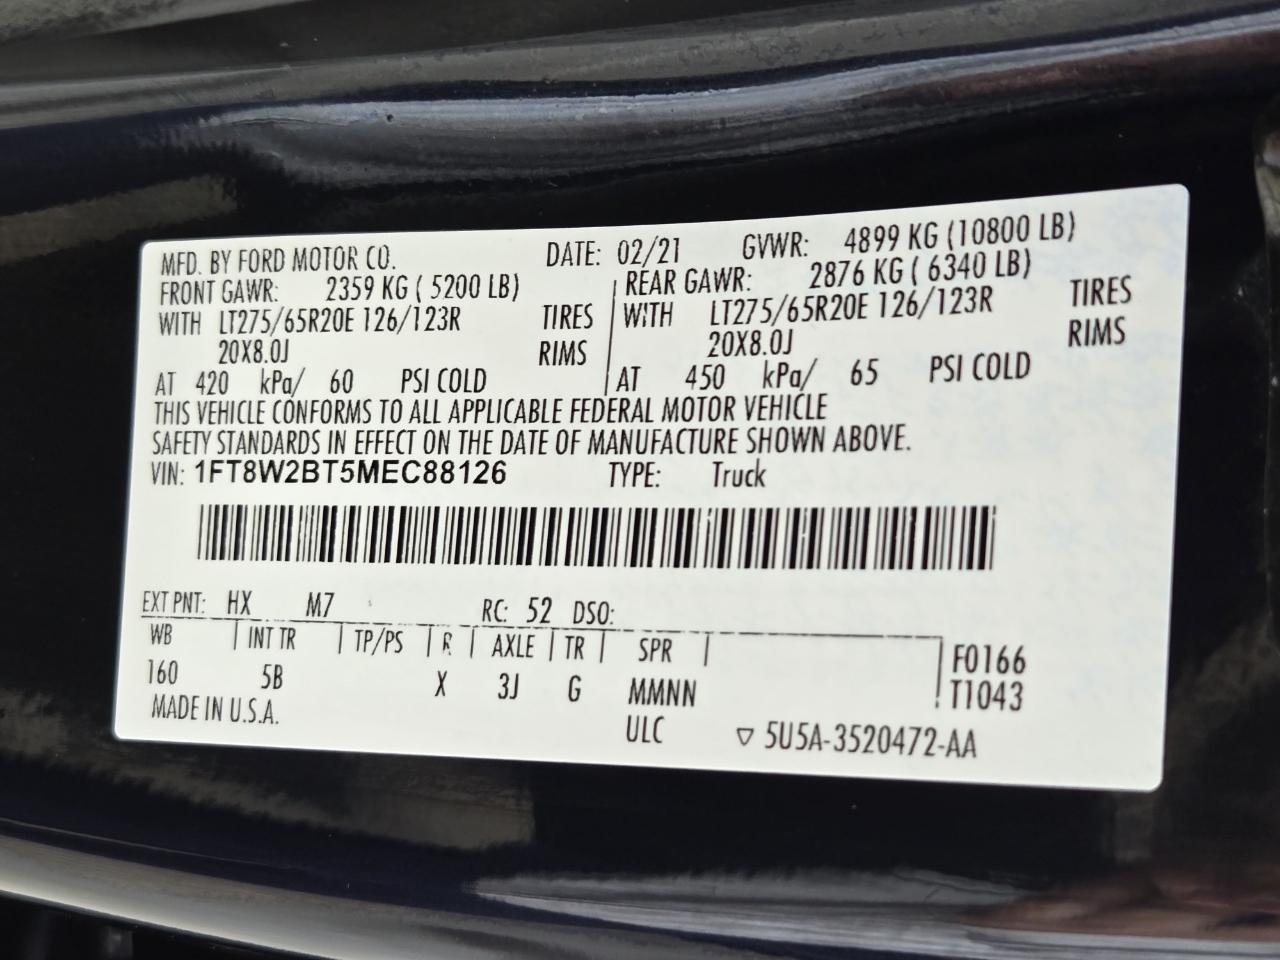 MFD. BY FORD MOTOR CO. DATE: 02/21 GVWR: 4899 KG (10800 LB)
FRONT GAWR: 2359 KG ( 5200 LB) REAR GAWR: 2876 KG ( 6340 LB)
WITH LT275/65R20E 126/123R TIRES WITH LT275/65R20E 126/123R TIRES
20X8.0J RIMS 20X8.0J RIMS
AT 420 kPa/ 60 PSI COLD AT 450 kPa/ 65 PSI COLD
THIS VEHICLE CONFORMS TO ALL APPLICABLE FEDERAL MOTOR VEHICLE
SAFETY STANDARDS IN EFFECT ON THE DATE OF MANUFACTURE SHOWN ABOVE.
VIN: 1FT8W2BT5MEC88126 TYPE: Truck
EXT PNT: HX M7 RC: 52 DSO:
WB INT TR TP/PS R AXLE TR SPR F0166
160 5B X 3J G MMNN T1043
MADE IN U.S.A. ULC ▽ 5U5A-3520472-AA